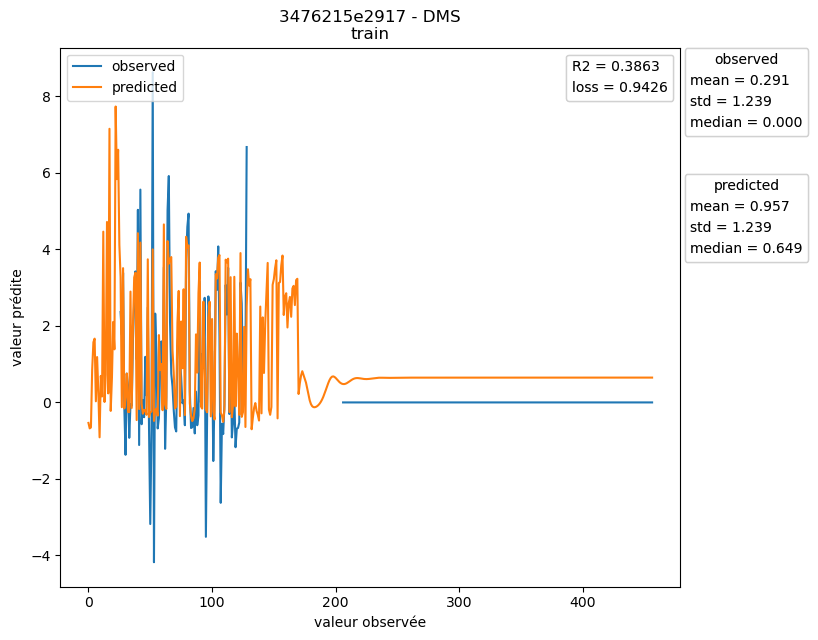 3476215e2917 - DMS
train
observed
predicted
R2 = 0.3863
loss = 0.9426
observed
mean = 0.291
std = 1.239
median = 0.000
predicted
mean = 0.957
std = 1.239
median = 0.649
valeur prédite
8
6
4
2
0
−2
−4
0
100
200
300
400
valeur observée